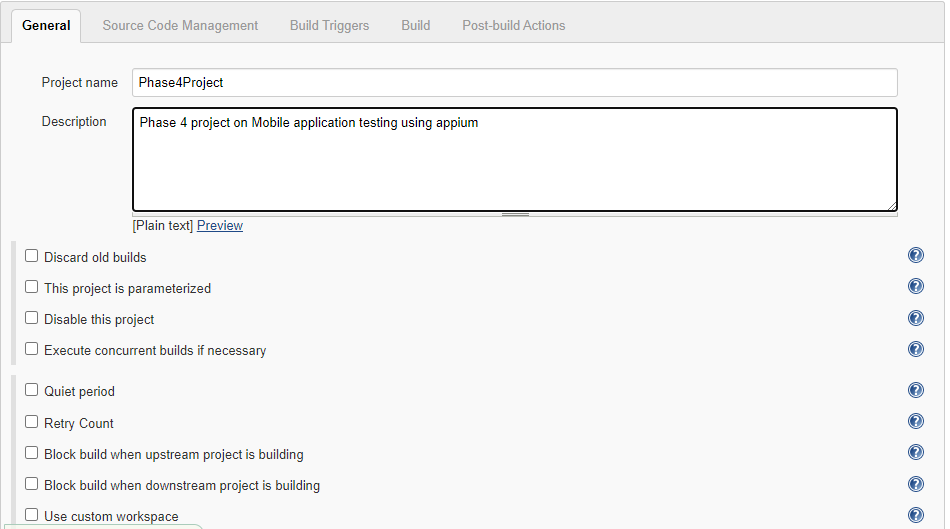 General Source Code Management Build Triggers Build Post-build Actions
Project name Phase4Project
Description Phase 4 project on Mobile application testing using appium
[Plain text] Preview
Discard old builds ?
This project is parameterized ?
Disable this project ?
Execute concurrent builds if necessary ?
Quiet period ?
Retry Count ?
Block build when upstream project is building ?
Block build when downstream project is building ?
Use custom workspace ?